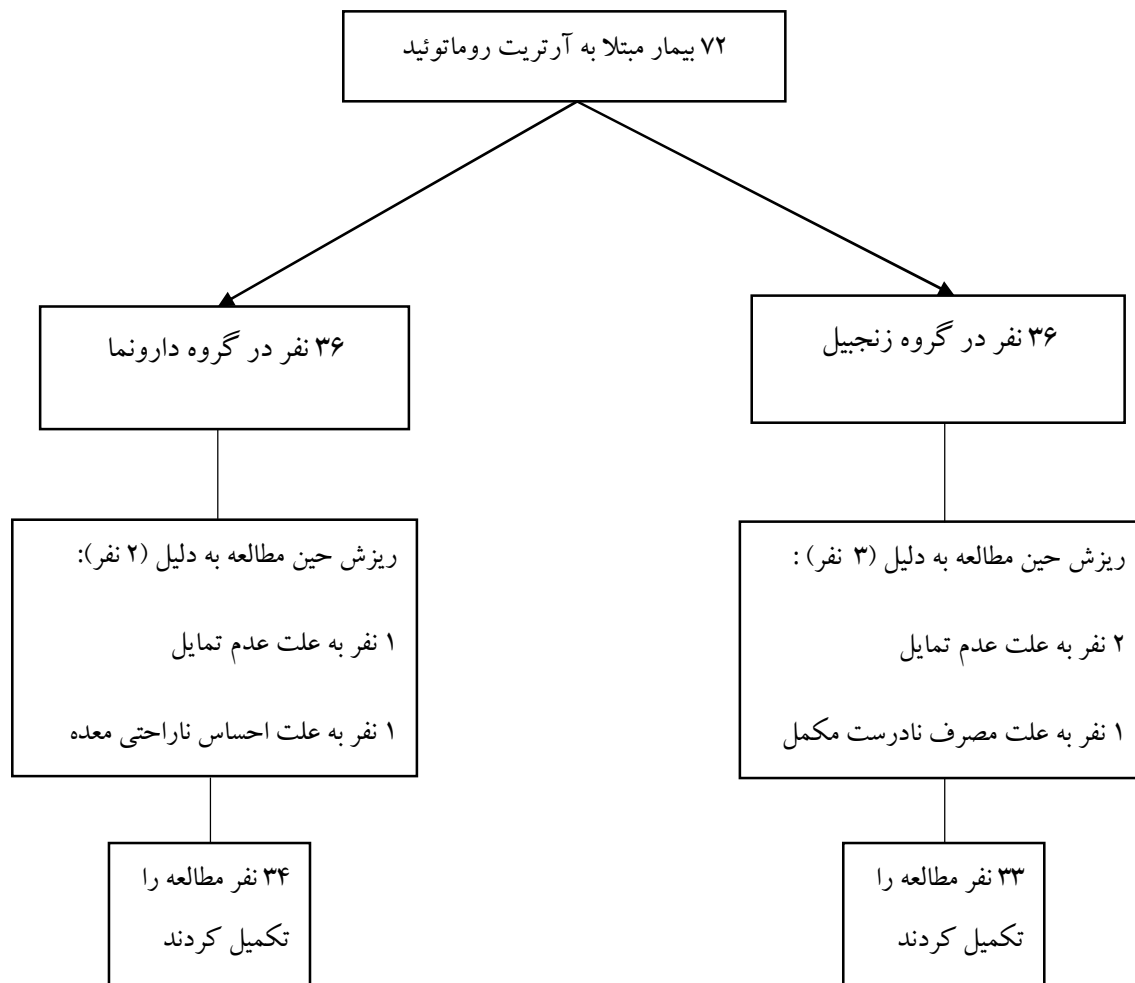 ۷۲ بیمار مبتلا به آرتریت روماتوئید
۳۶ نفر در گروه زنجبیل
۳۶ نفر در گروه دارونما
ریزش حین مطالعه به دلیل (۳ نفر) :
۲ نفر به علت عدم تمایل
۱ نفر به علت مصرف نادرست مکمل
ریزش حین مطالعه به دلیل (۲ نفر):
۱ نفر به علت عدم تمایل
۱ نفر به علت احساس ناراحتی معده
۳۳ نفر مطالعه را
تکمیل کردند
۳۴ نفر مطالعه را
تکمیل کردند